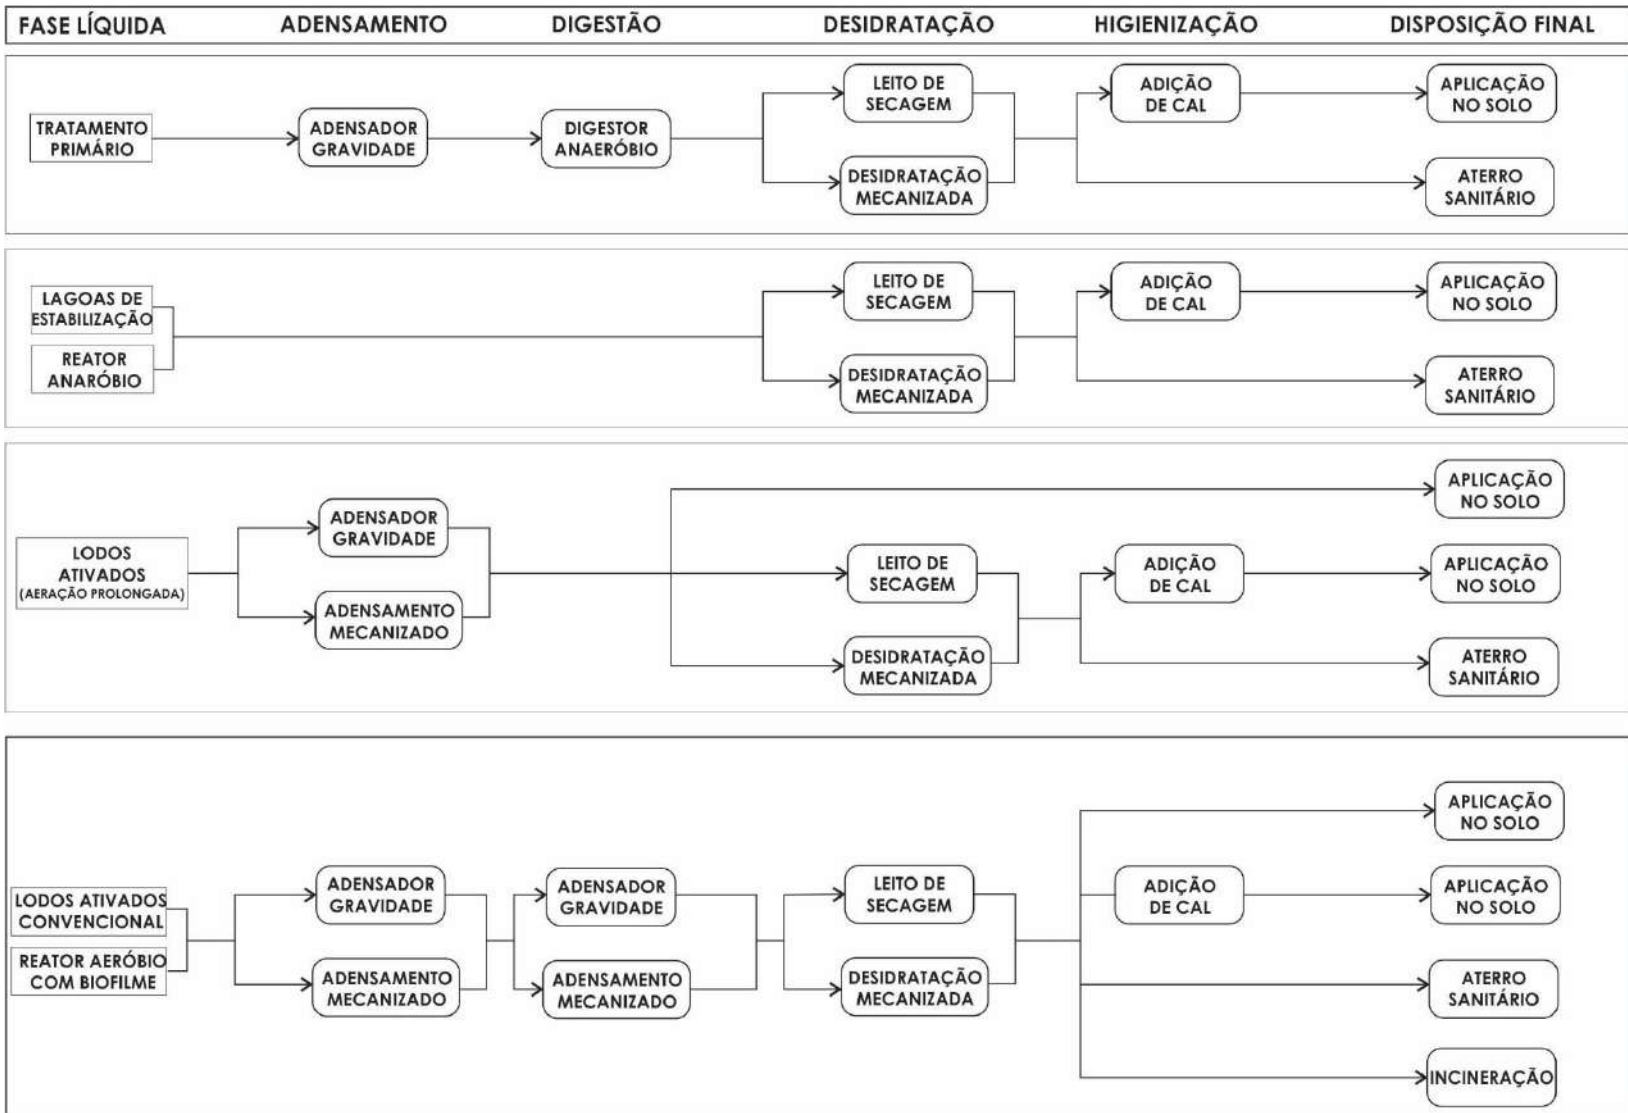 FASE LÍQUIDA
ADENSAMENTO
DIGESTÃO
DESIDRATAÇÃO
HIGIENIZAÇÃO
DISPOSIÇÃO FINAL
TRATAMENTO
PRIMÁRIO
ADENSADOR
GRAVIDADE
DIGESTOR
ANAERÓBIO
LEITO DE
SECAGEM
DESIDRATAÇÃO
MECANIZADA
ADIÇÃO
DE CAL
APLICAÇÃO
NO SOLO
ATERRO
SANITÁRIO
LAGOAS DE
ESTABILIZAÇÃO
REATOR
ANARÓBIO
LEITO DE
SECAGEM
DESIDRATAÇÃO
MECANIZADA
ADIÇÃO
DE CAL
APLICAÇÃO
NO SOLO
ATERRO
SANITÁRIO
LODOS
ATIVADOS
(AERAÇÃO PROLONGADA)
ADENSADOR
GRAVIDADE
ADENSAMENTO
MECANIZADO
LEITO DE
SECAGEM
DESIDRATAÇÃO
MECANIZADA
ADIÇÃO
DE CAL
APLICAÇÃO
NO SOLO
APLICAÇÃO
NO SOLO
ATERRO
SANITÁRIO
LODOS ATIVADOS
CONVENCIONAL
REATOR AERÓBIO
COM BIOFILME
ADENSADOR
GRAVIDADE
ADENSAMENTO
MECANIZADO
ADENSADOR
GRAVIDADE
ADENSAMENTO
MECANIZADO
LEITO DE
SECAGEM
DESIDRATAÇÃO
MECANIZADA
ADIÇÃO
DE CAL
APLICAÇÃO
NO SOLO
APLICAÇÃO
NO SOLO
ATERRO
SANITÁRIO
INCINERAÇÃO